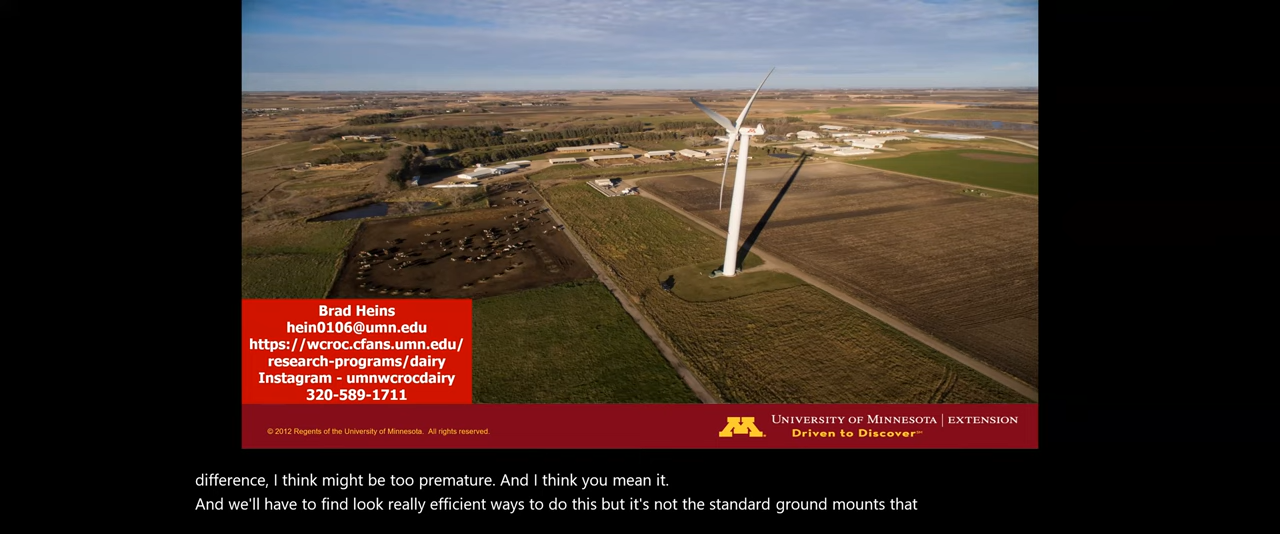 Brad Heins
hein0106@umn.edu
https://wcroc.cfans.umn.edu/
research-programs/dairy
Instagram - umnwcrocdairy
320-589-1711
© 2012 Regents of the University of Minnesota. All rights reserved.
UNIVERSITY OF MINNESOTA | EXTENSION
Driven to Discover℠
difference, I think might be too premature. And I think you mean it.
And we'll have to find look really efficient ways to do this but it's not the standard ground mounts that